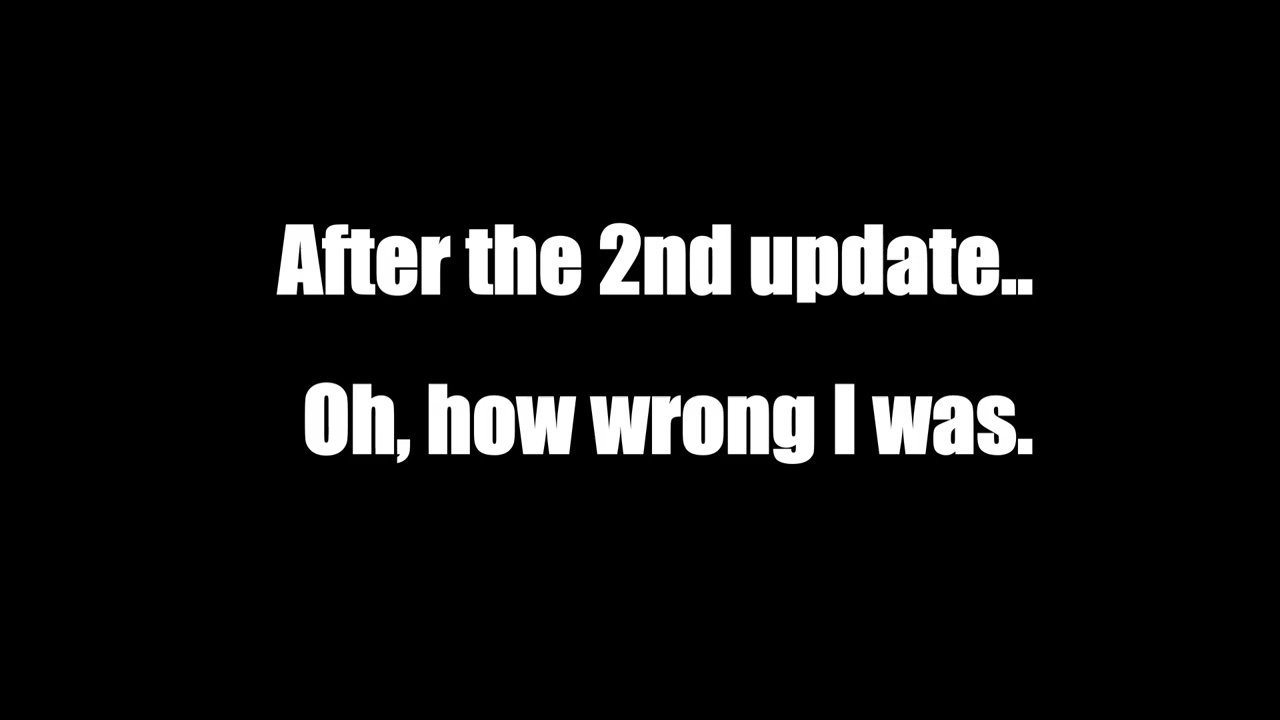 After the 2nd update..
Oh, how wrong I was.